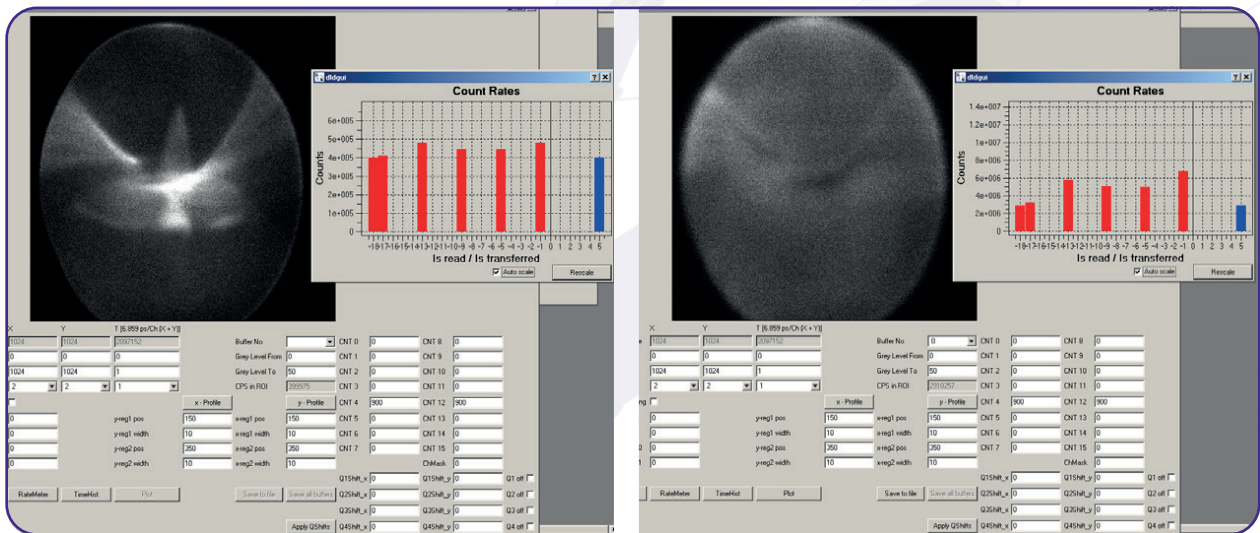 dldgui
Count Rates
Counts
6e+005
5e+005
4e+005
3e+005
2e+005
1e+005
0
-18-17-16-15-14-13-12-11-10-9 -8 -7 -6 -5 -4 -3 -2 -1 0 1 2 3 4 5
Is read / Is transferred
Auto scale
Rescale
X Y T [6.859 ps/Ch (X + Y)]
1024 1024 2097152 Buffer No CNT 0 0 CNT 8 0
0 0 0 Grey Level From 0 CNT 1 0 CNT 9 0
1024 1024 1 Grey Level To 50 CNT 2 0 CNT 10 0
2 2 1 CPS in ROI 399975 CNT 3 0 CNT 11 0
x - Profile y - Profile CNT 4 900 CNT 12 900
0 y-reg1 pos 150 x-reg1 pos 150 CNT 5 0 CNT 13 0
0 y-reg1 width 10 x-reg1 width 10 CNT 6 0 CNT 14 0
0 y-reg2 pos 350 x-reg2 pos 350 CNT 7 0 CNT 15 0
0 y-reg2 width 10 x-reg2 width 10 ChMask 0
Q1Shift_x 0 Q1Shift_y 0 Q1 off
RateMeter TimeHist Plot Save to file Save all buffers Q2Shift_x 0 Q2Shift_y 0 Q2 off
Q3Shift_x 0 Q3Shift_y 0 Q3 off
Apply QShifts Q4Shift_x 0 Q4Shift_y 0 Q4 off
dldgui
Count Rates
Counts
1.4e+007
1.2e+007
1e+007
8e+006
6e+006
4e+006
2e+006
0
-18-17-16-15-14-13-12-11-10-9 -8 -7 -6 -5 -4 -3 -2 -1 0 1 2 3 4 5
Is read / Is transferred
Auto scale
Rescale
X Y T [6.859 ps/Ch (X + Y)]
1024 1024 2097152 Buffer No 0 CNT 0 0 CNT 8 0
0 0 0 Grey Level From 0 CNT 1 0 CNT 9 0
1024 1024 1 Grey Level To 50 CNT 2 0 CNT 10 0
2 2 1 CPS in ROI 2910257 CNT 3 0 CNT 11 0
x - Profile y - Profile CNT 4 900 CNT 12 900
0 y-reg1 pos 150 x-reg1 pos 150 CNT 5 0 CNT 13 0
0 y-reg1 width 10 x-reg1 width 10 CNT 6 0 CNT 14 0
0 y-reg2 pos 350 x-reg2 pos 350 CNT 7 0 CNT 15 0
0 y-reg2 width 10 x-reg2 width 10 ChMask 0
Q1Shift_x 0 Q1Shift_y 0 Q1 off
RateMeter TimeHist Plot Save to file Save all buffers Q2Shift_x 0 Q2Shift_y 0 Q2 off
Q3Shift_x 0 Q3Shift_y 0 Q3 off
Apply QShifts Q4Shift_x 0 Q4Shift_y 0 Q4 off